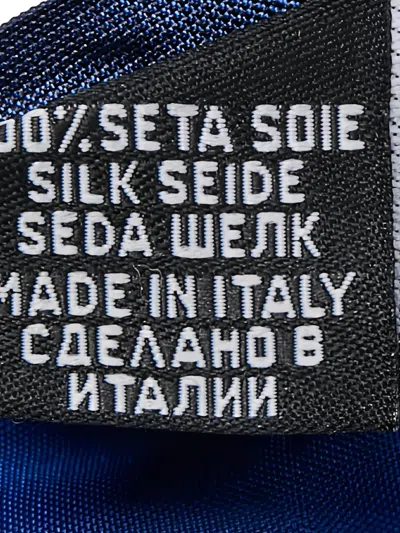 00% SETA SOIE
SILK SEIDE
SEDA ШЕЛК
MADE IN ITALY
СДЕЛАНО В
ИТАЛИИ